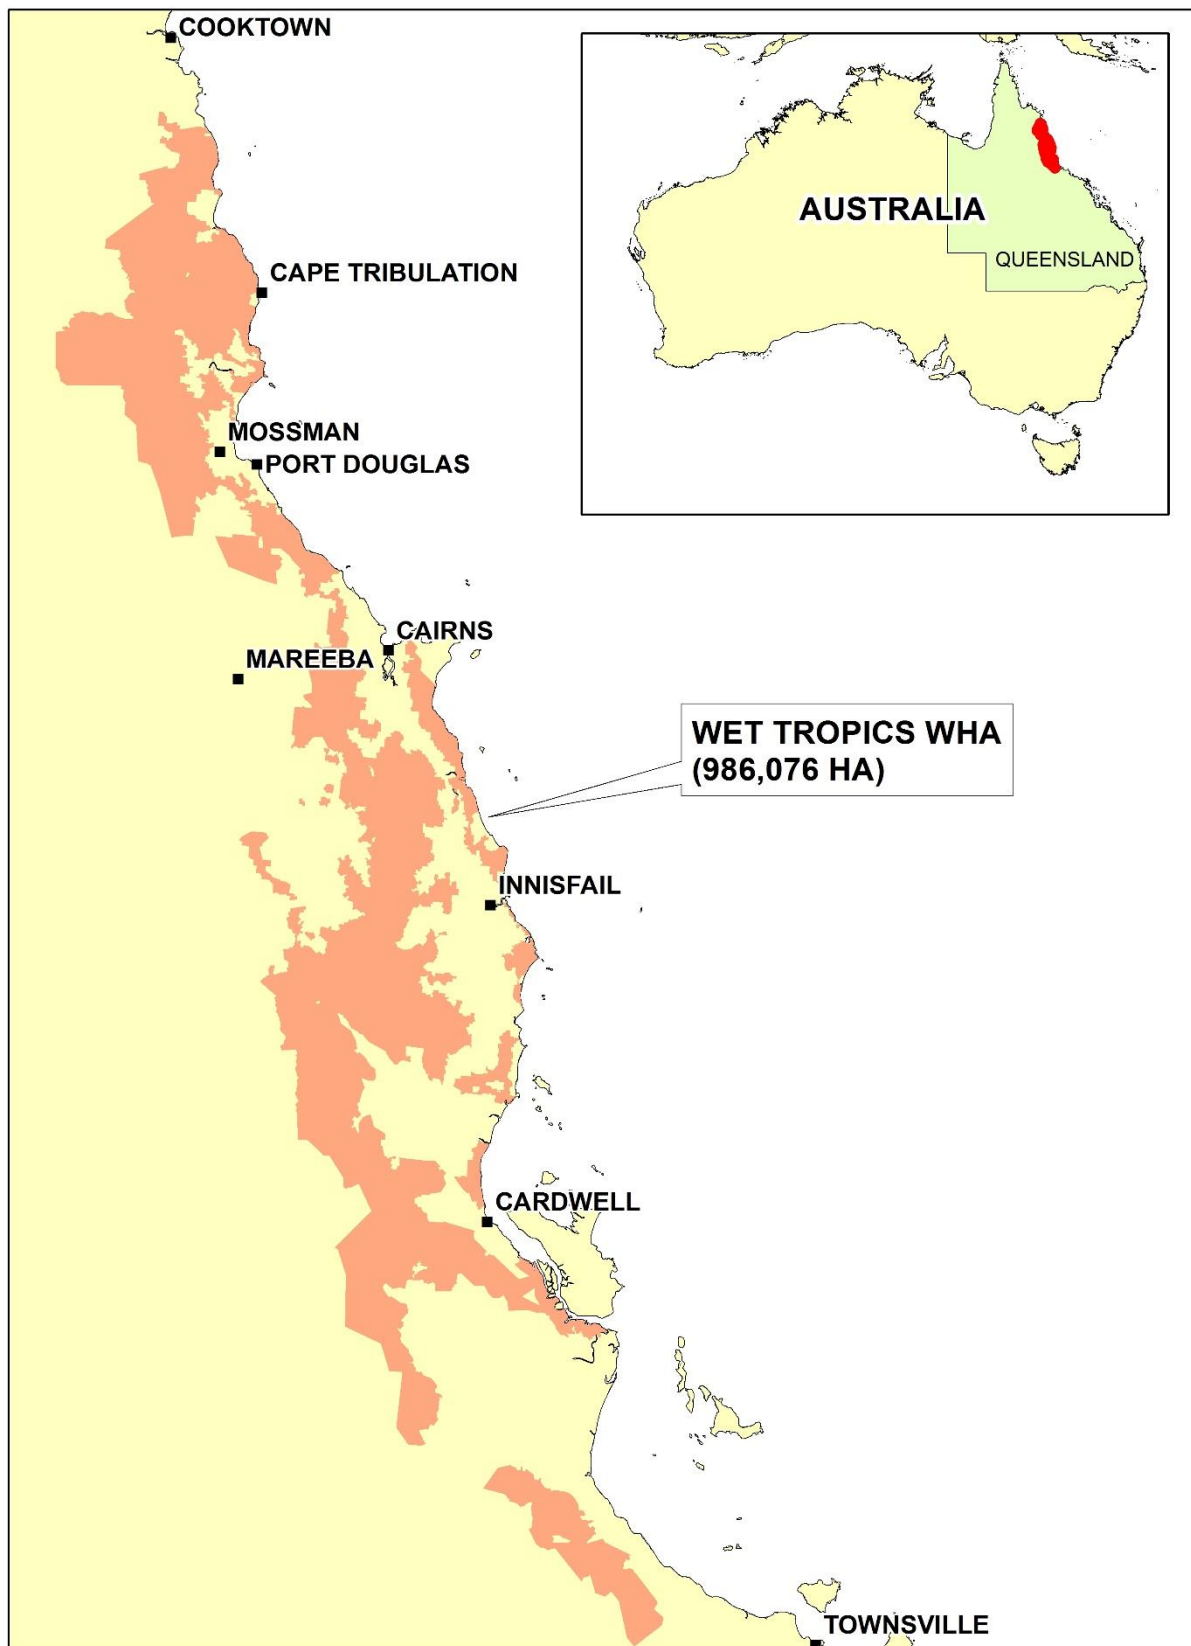 COOKTOWN
AUSTRALIA
QUEENSLAND
CAPE TRIBULATION
MOSSMAN
PORT DOUGLAS
CAIRNS
MAREEBA
WET TROPICS WHA
(986,076 HA)
INNISFAIL
CARDWELL
TOWNSVILLE